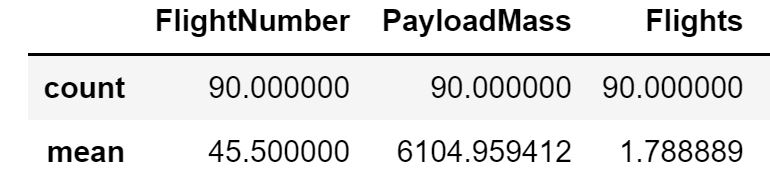 FlightNumber PayloadMass Flights
count 90.000000 90.000000 90.000000
mean 45.500000 6104.959412 1.788889